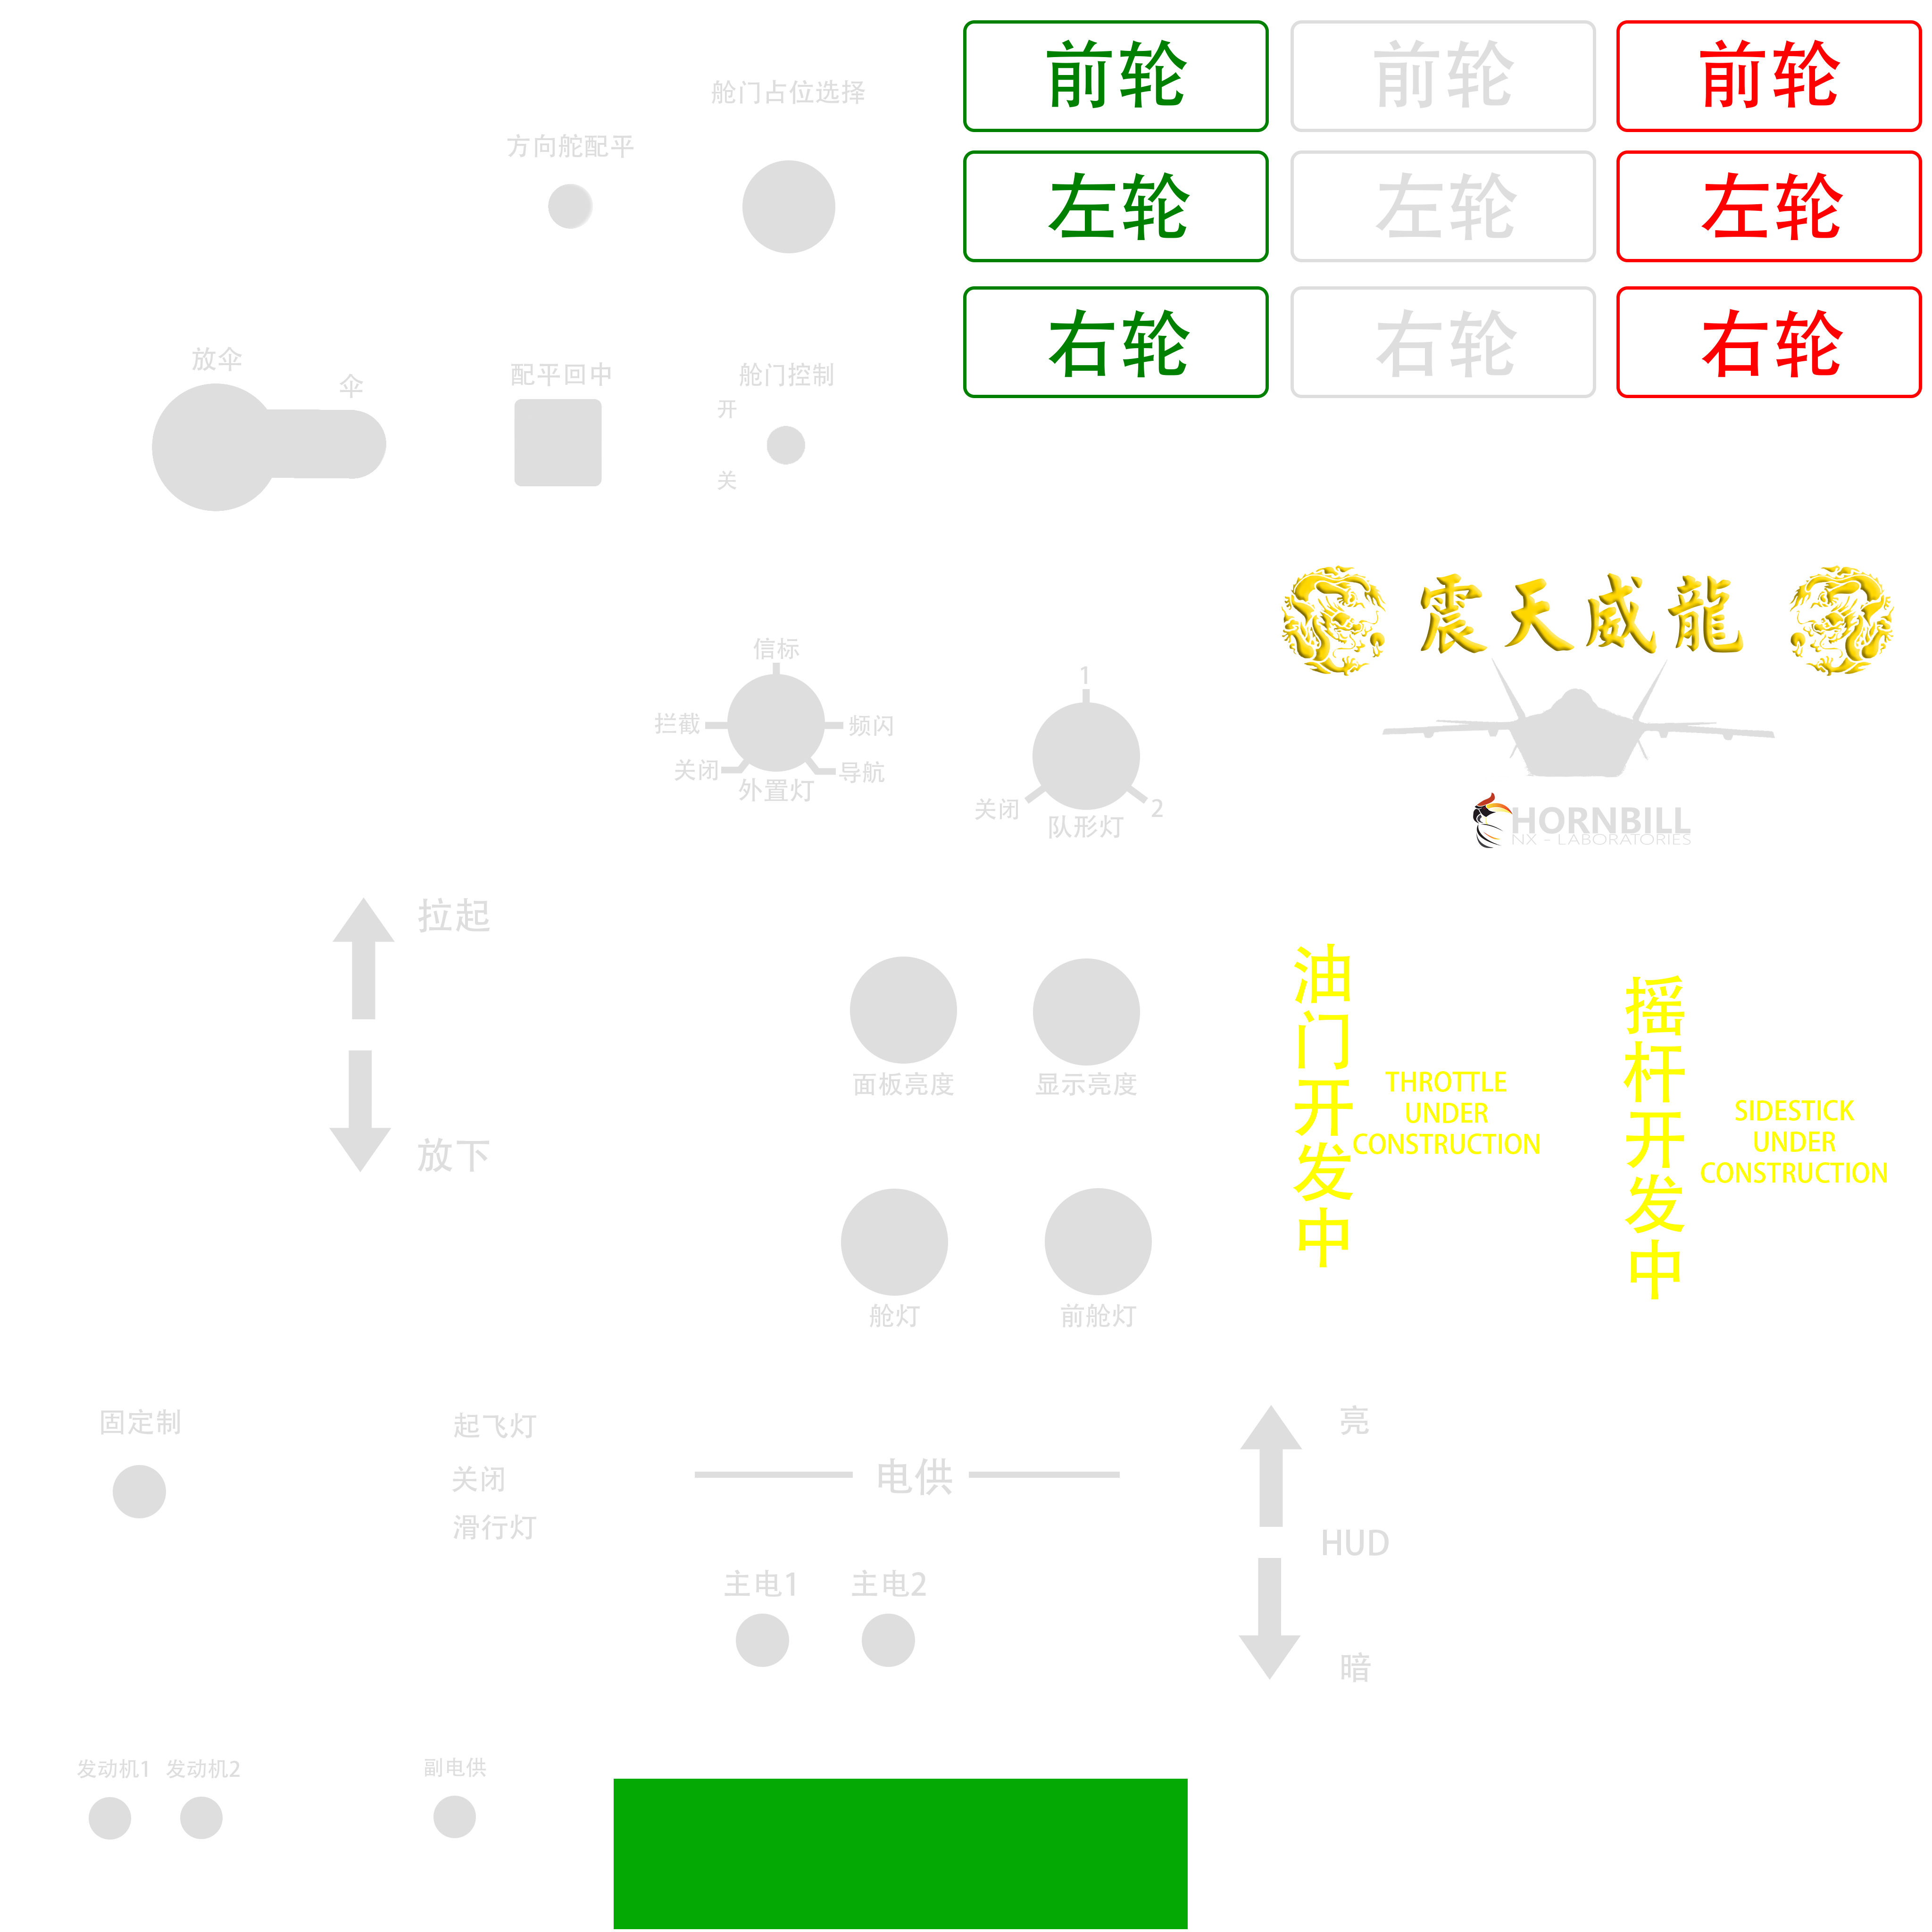 前轮
前轮
前轮
舱门占位选择
方向舵配平
左轮
左轮
左轮
右轮
右轮
右轮
放伞
伞
配平回中
舱门控制
开
关
震天威龍
信标
拦截
频闪
关闭
导航
外置灯
1
关闭
2
队形灯
HORNBILL
NX - LABORATORIES
拉起
放下
面板亮度
显示亮度
油门开发中
THROTTLE
UNDER
CONSTRUCTION
摇杆开发中
SIDESTICK
UNDER
CONSTRUCTION
舱灯
前舱灯
固定制
起飞灯
关闭
滑行灯
电供
主电1
主电2
亮
HUD
暗
发动机1
发动机2
副电供